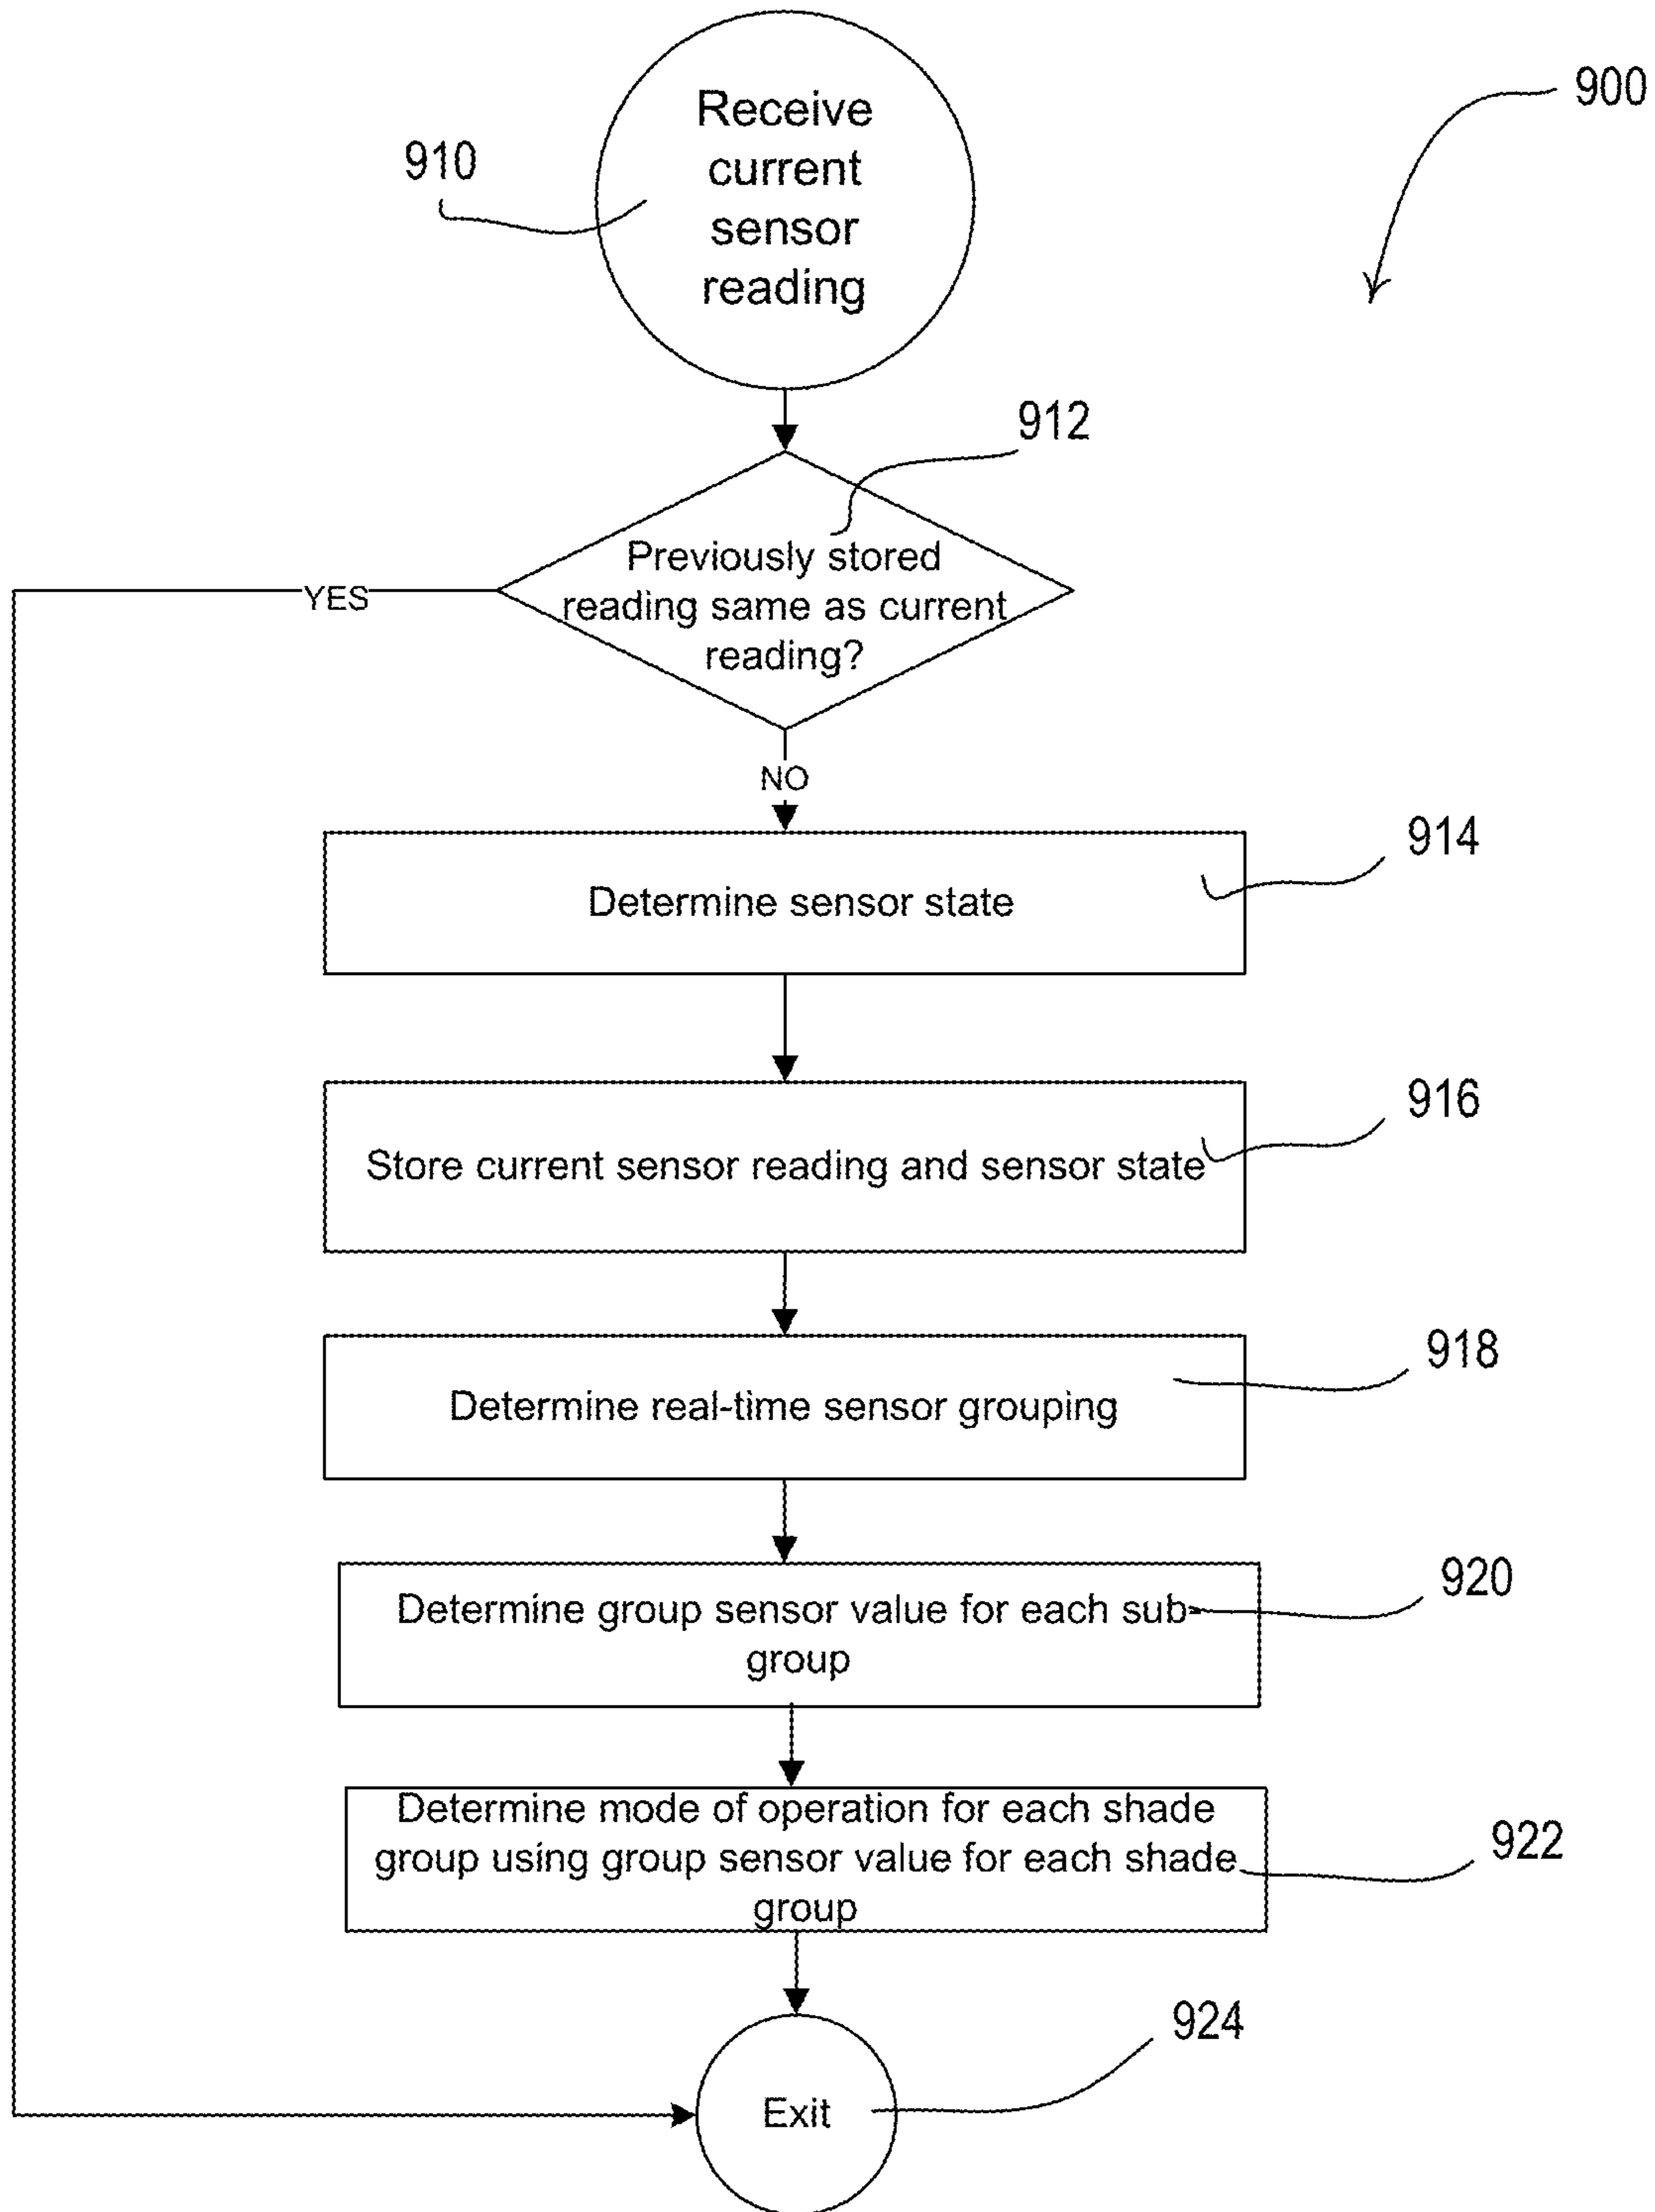 900
910
Receive
current
sensor
reading
912
Previously stored
reading same as current
reading?
YES
NO
914
Determine sensor state
916
Store current sensor reading and sensor state
918
Determine real-time sensor grouping
920
Determine group sensor value for each sub-
group
922
Determine mode of operation for each shade
group using group sensor value for each shade
group
924
Exit